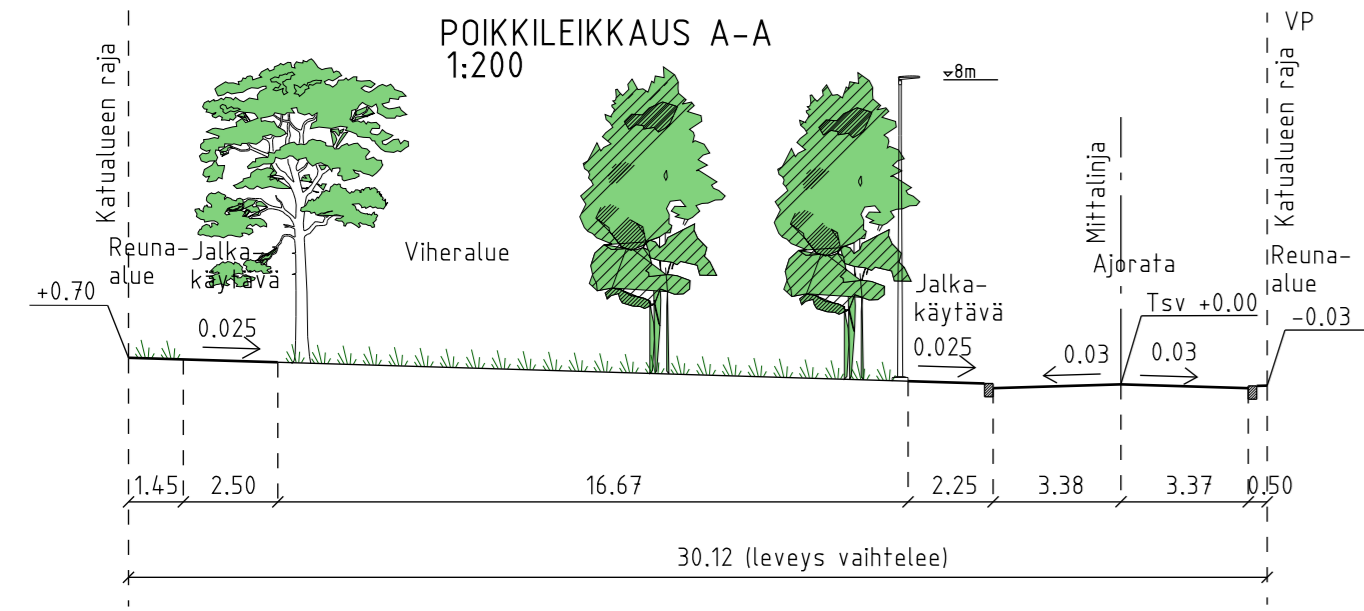 POIKKILEIKKAUS A-A
1:200
VP
Katualueen raja
8m
Katualueen raja
Mittalinja
Reuna-
alue
Jalka-
käytävä
Viheralue
Ajorata
Reuna-
alue
Jalka-
käytävä
+0.70
Tsv +0.00
-0.03
0.025
0.025
0.03
0.03
1.45
2.50
16.67
2.25
3.38
3.37
0.50
30.12 (leveys vaihtelee)